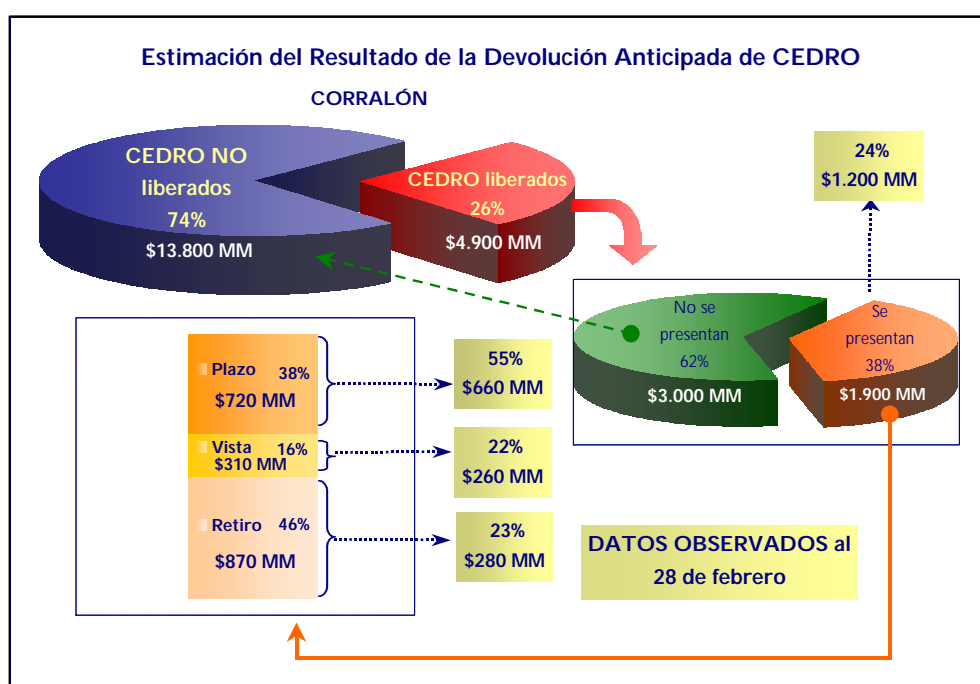 Estimación del Resultado de la Devolución Anticipada de CEDRO
CORRALÓN
CEDRO NO
liberados
74%
$13.800 MM
CEDRO liberados
26%
$4.900 MM
24%
$1.200 MM
No se
presentan
62%
$3.000 MM
Se
presentan
38%
$1.900 MM
Plazo 38%
$720 MM
55%
$660 MM
Vista 16%
$310 MM
22%
$260 MM
Retiro 46%
$870 MM
23%
$280 MM
DATOS OBSERVADOS al
28 de febrero